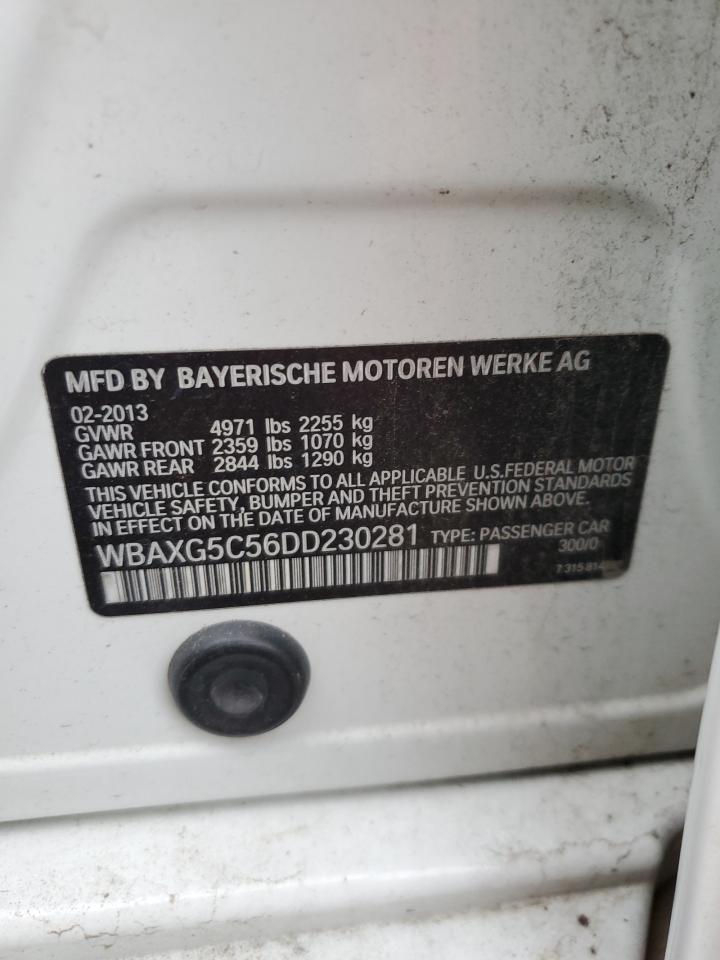 MFD BY BAYERISCHE MOTOREN WERKE AG
02-2013
GVWR 4971 lbs 2255 kg
GAWR FRONT 2359 lbs 1070 kg
GAWR REAR 2844 lbs 1290 kg
THIS VEHICLE CONFORMS TO ALL APPLICABLE U.S.FEDERAL MOTOR
VEHICLE SAFETY, BUMPER AND THEFT PREVENTION STANDARDS
IN EFFECT ON THE DATE OF MANUFACTURE SHOWN ABOVE.
WBAXG5C56DD230281 TYPE: PASSENGER CAR
300/0